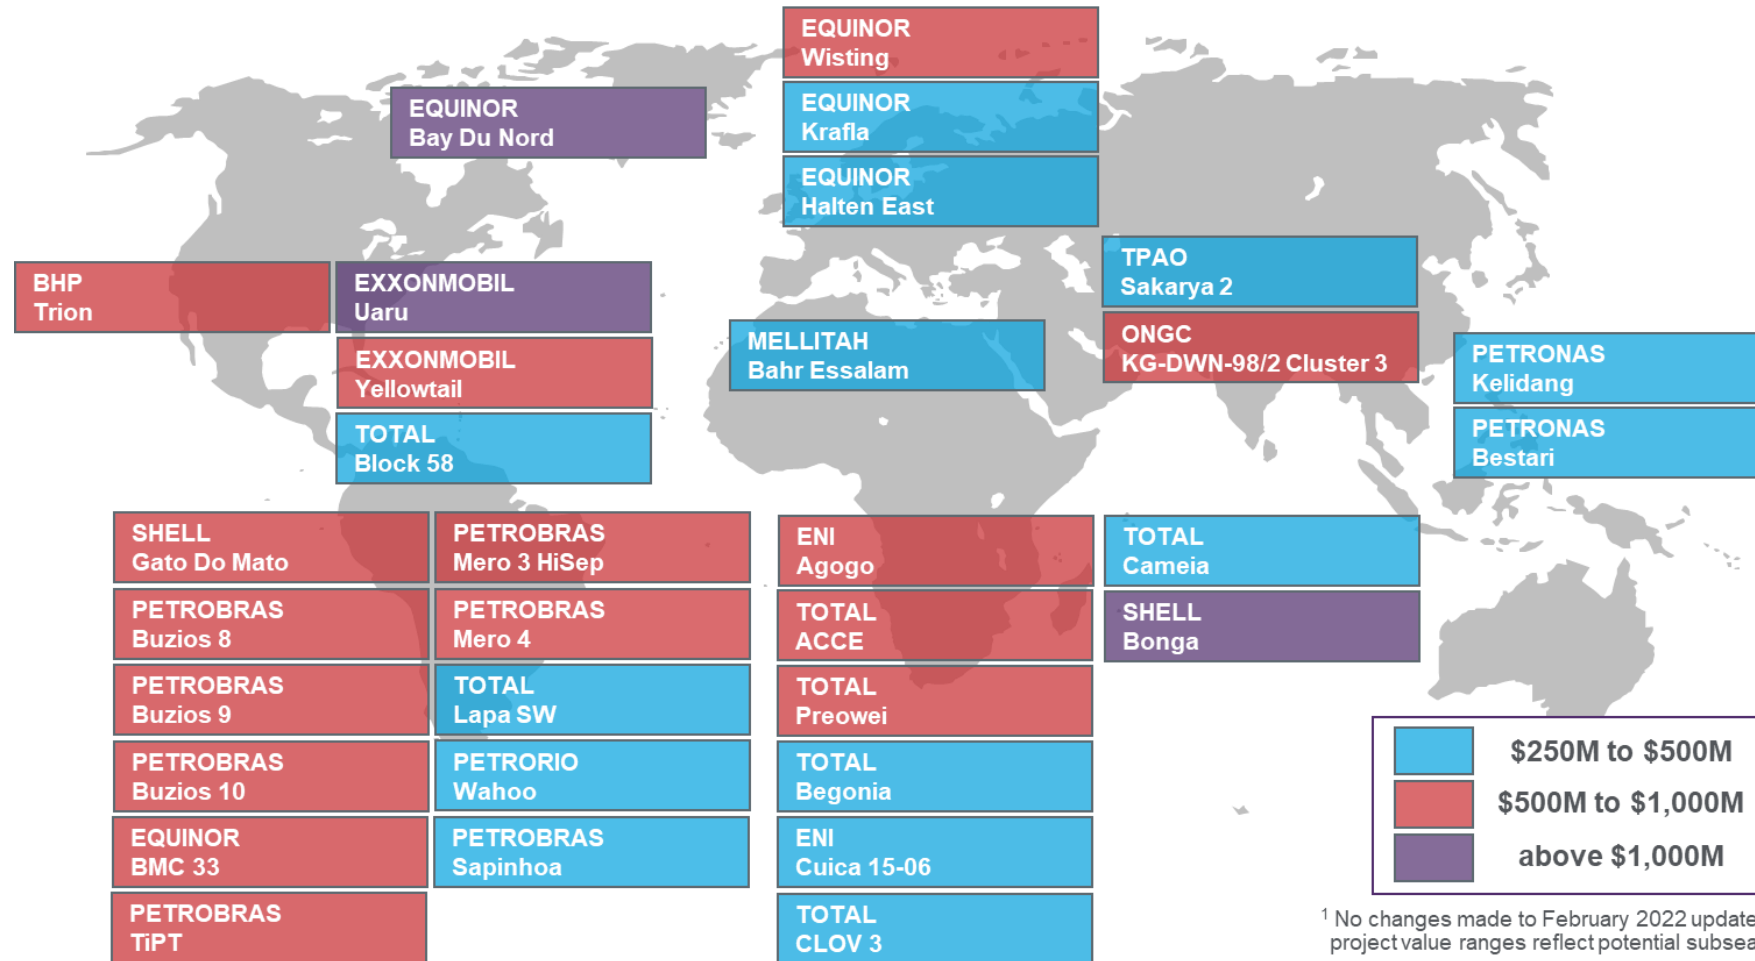 EQUINOR
Wisting
EQUINOR
Krafla
EQUINOR
Halten East
EQUINOR
Bay Du Nord
BHP
Trion
EXXONMOBIL
Uaru
EXXONMOBIL
Yellowtail
TOTAL
Block 58
MELLITAH
Bahr Essalam
TPAO
Sakarya 2
ONGC
KG-DWN-98/2 Cluster 3
PETRONAS
Kelidang
PETRONAS
Bestari
SHELL
Gato Do Mato
PETROBRAS
Buzios 8
PETROBRAS
Buzios 9
PETROBRAS
Buzios 10
EQUINOR
BMC 33
PETROBRAS
TiPT
PETROBRAS
Mero 3 HiSep
PETROBRAS
Mero 4
TOTAL
Lapa SW
PETRORIO
Wahoo
PETROBRAS
Sapinhoa
ENI
Agogo
TOTAL
ACCE
TOTAL
Preowei
TOTAL
Begonia
ENI
Cuica 15-06
TOTAL
CLOV 3
TOTAL
Cameia
SHELL
Bonga
$250M to $500M
$500M to $1,000M
above $1,000M
1 No changes made to February 2022 update
project value ranges reflect potential subsea